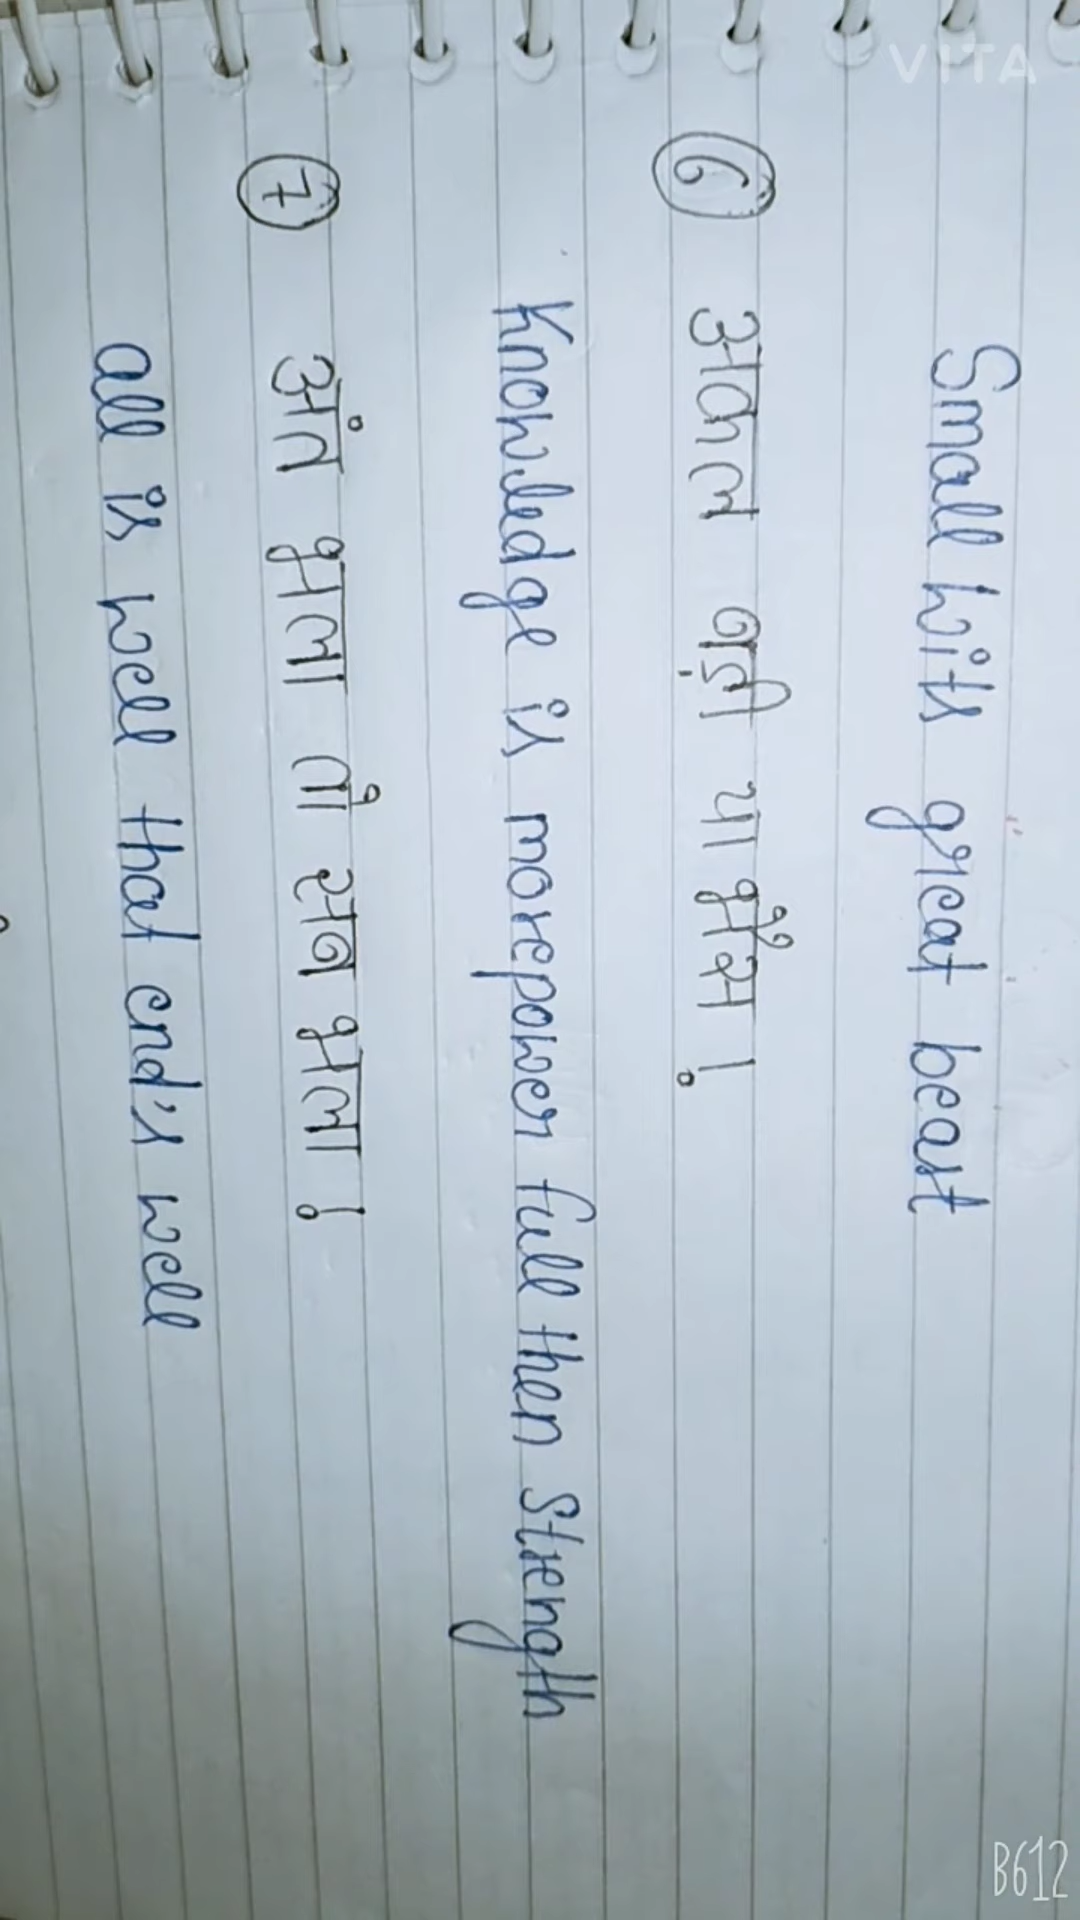 Small wits great beast
6 अकल बड़ी या भैंस !
Knowledge is morepower full then Strength
7 अंत भला तो सब भला !
all is well that end's well
VITA
B612